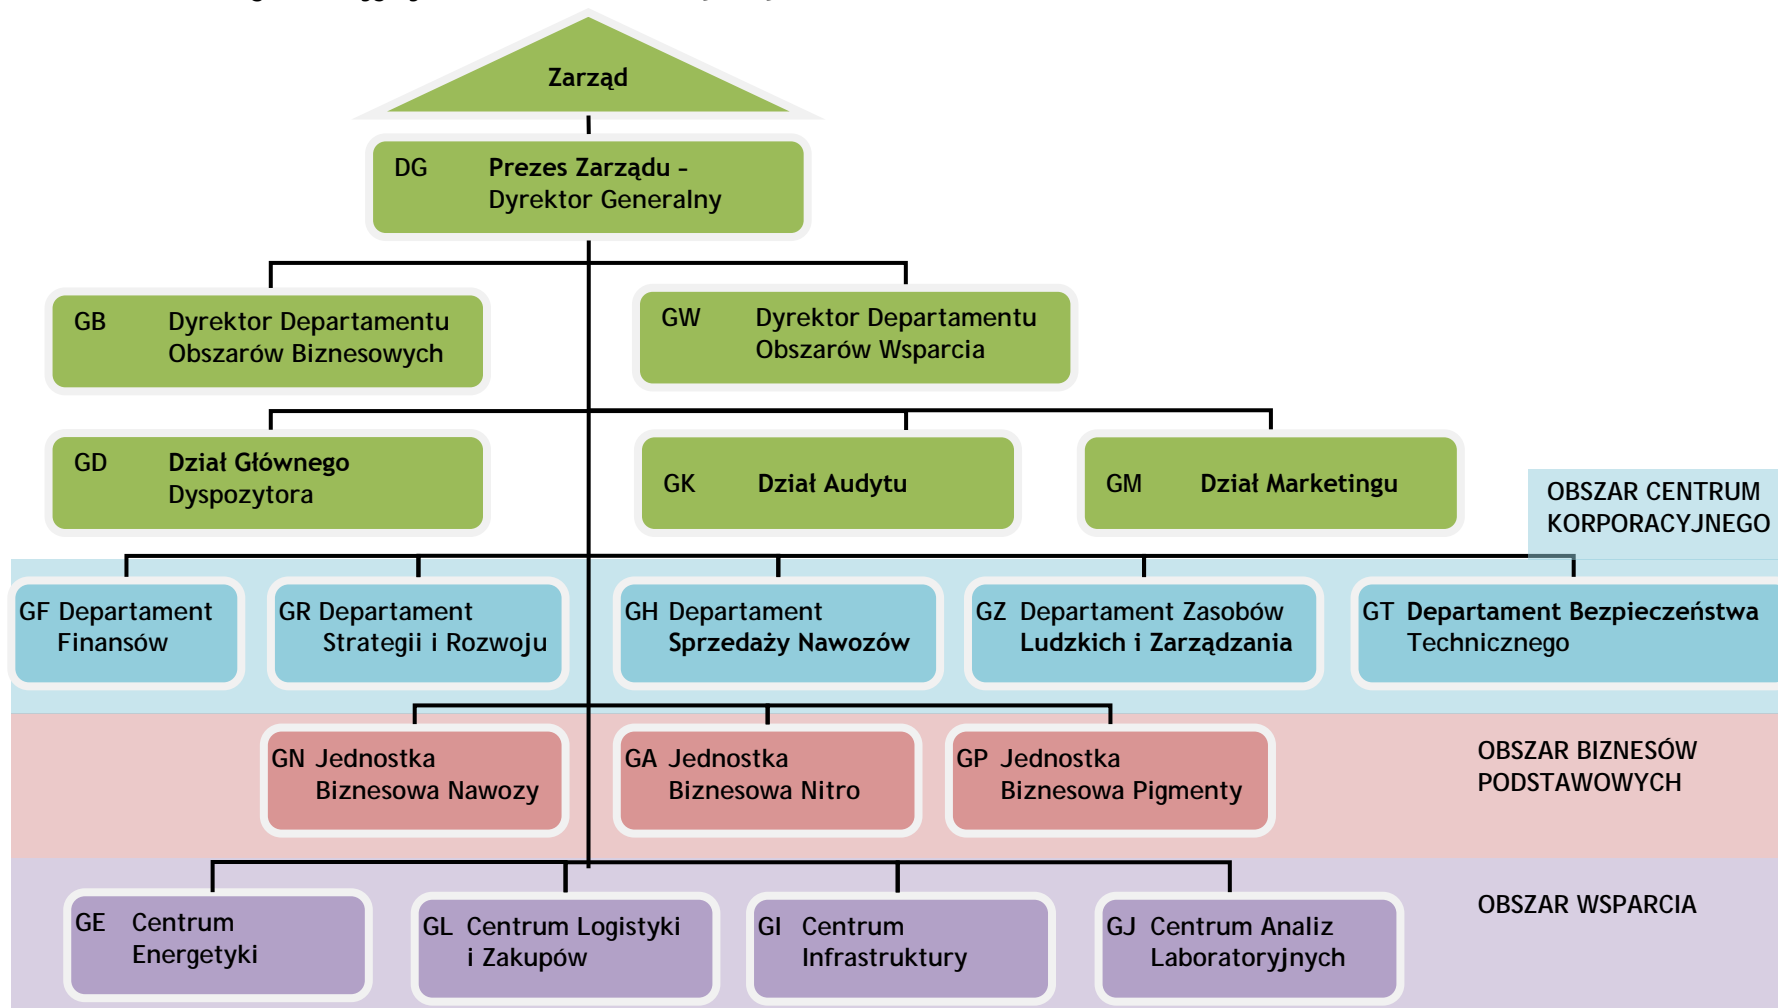 Zarząd
DG Prezes Zarządu –
Dyrektor Generalny
GB Dyrektor Departamentu
Obszarów Biznesowych
GW Dyrektor Departamentu
Obszarów Wsparcia
GD Dział Głównego
Dyspozytora
GK Dział Audytu
GM Dział Marketingu
OBSZAR CENTRUM
KORPORACYJNEGO
GF Departament
Finansów
GR Departament
Strategii i Rozwoju
GH Departament
Sprzedaży Nawozów
GZ Departament Zasobów
Ludzkich i Zarządzania
GT Departament Bezpieczeństwa
Technicznego
GN Jednostka
Biznesowa Nawozy
GA Jednostka
Biznesowa Nitro
GP Jednostka
Biznesowa Pigmenty
OBSZAR BIZNESÓW
PODSTAWOWYCH
GE Centrum
Energetyki
GL Centrum Logistyki
i Zakupów
GI Centrum
Infrastruktury
GJ Centrum Analiz
Laboratoryjnych
OBSZAR WSPARCIA